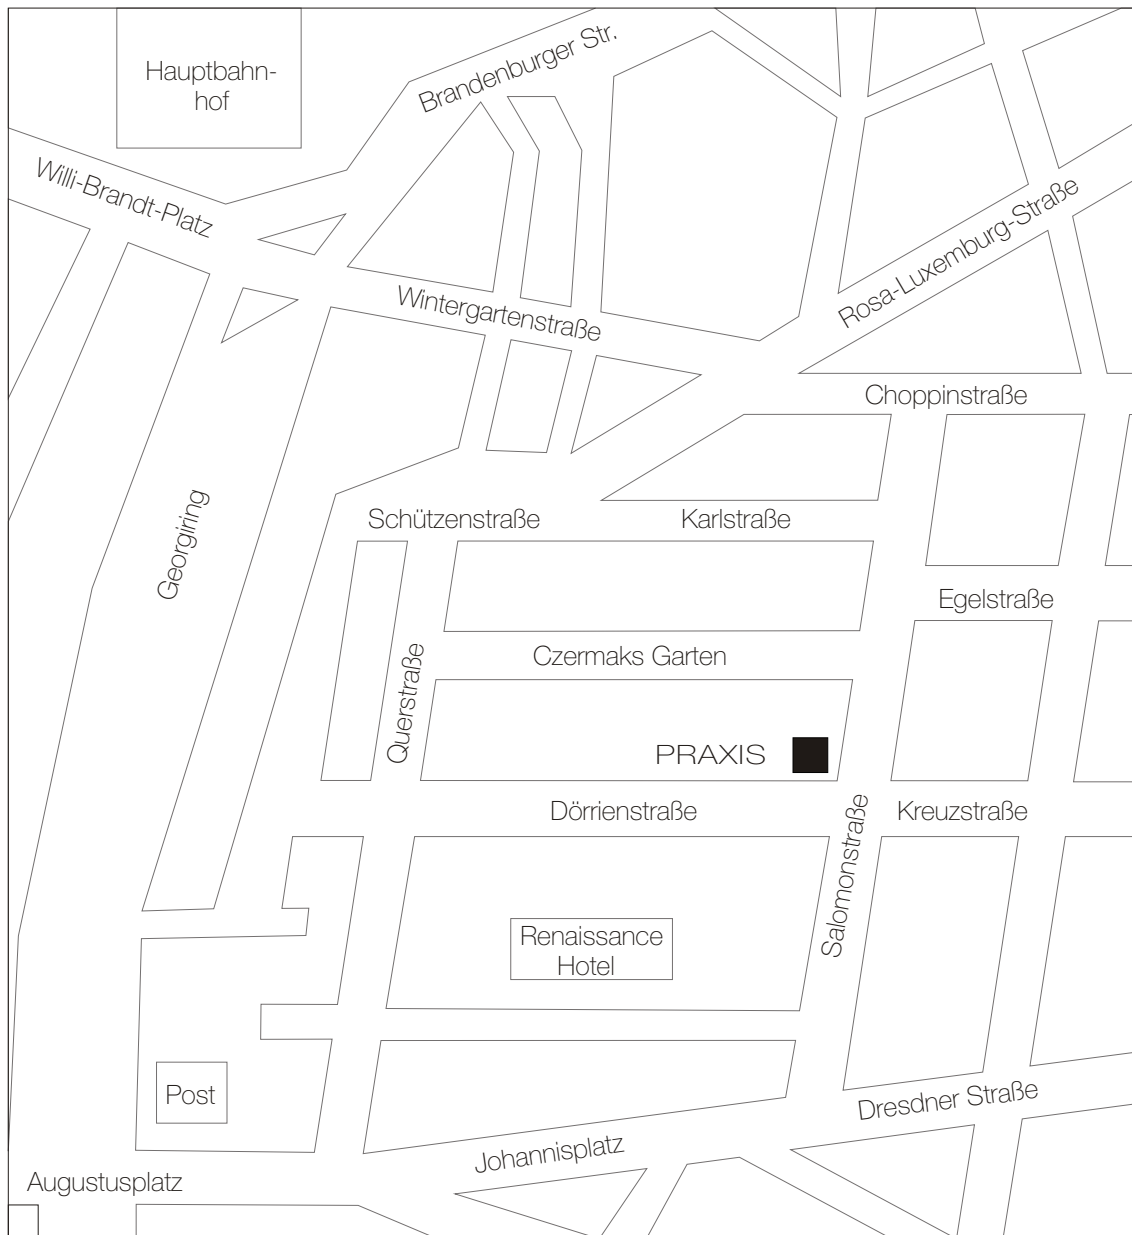 Hauptbahn-
hof
Brandenburger Str.
Willi-Brandt-Platz
Rosa-Luxemburg-Straße
Wintergartenstraße
Choppinstraße
Georgiring
Schützenstraße
Karlstraße
Egelstraße
Czermaks Garten
Querstraße
PRAXIS
Dörrienstraße
Kreuzstraße
Salomonstraße
Renaissance
Hotel
Post
Dresdner Straße
Johannisplatz
Augustusplatz